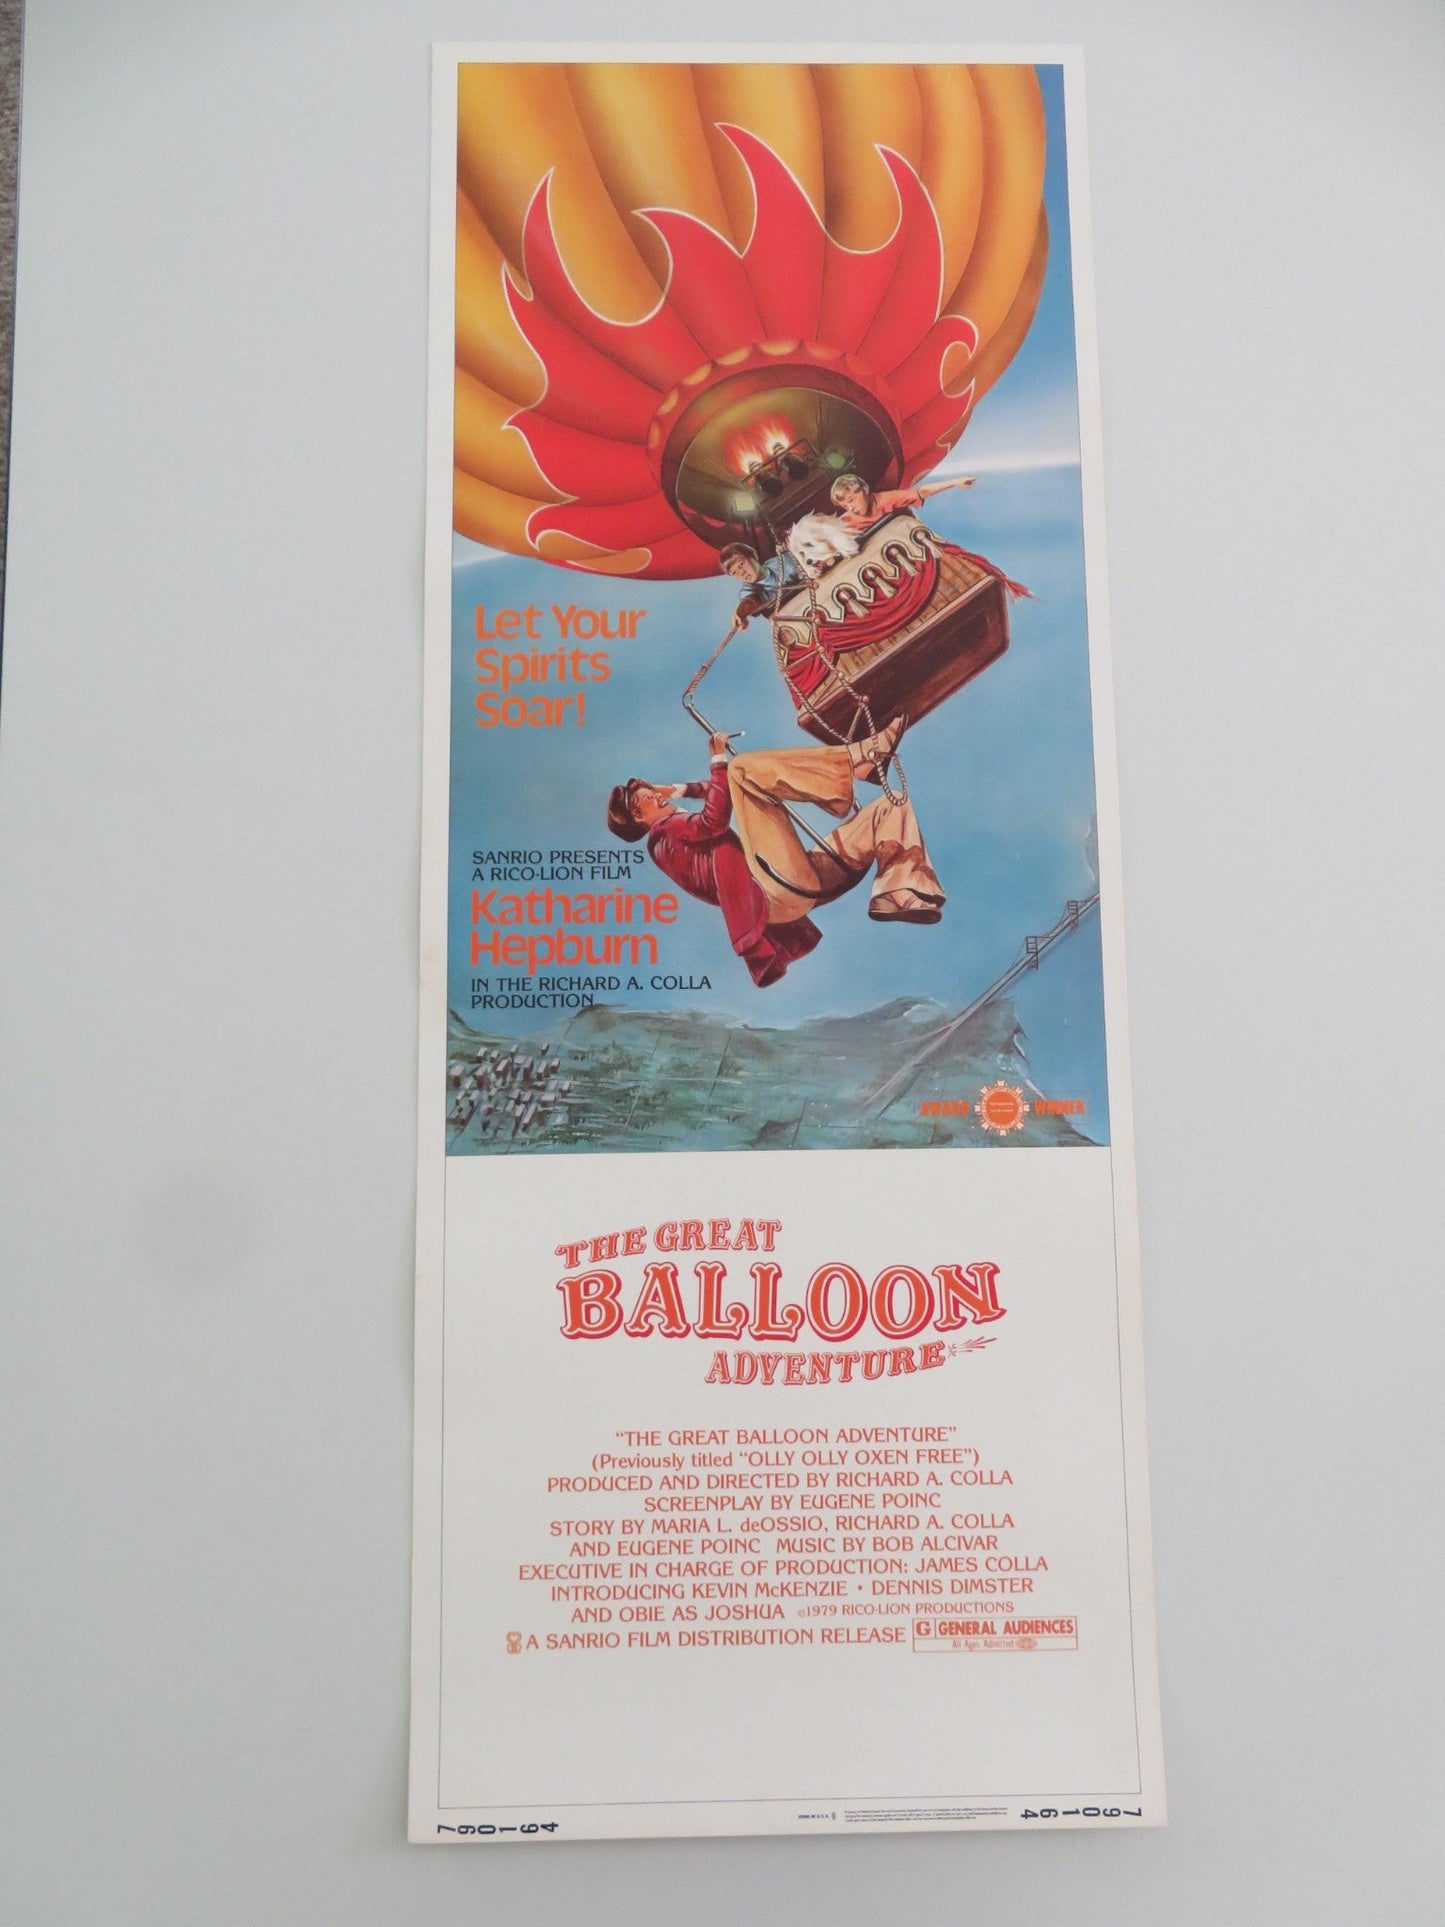 Let Your
Spirits
Soar!
SANRIO PRESENTS
A RICO-LION FILM
Katharine
Hepburn
IN THE RICHARD A. COLLA
PRODUCTION
AWARD WINNER
THE GREAT
BALLOON
ADVENTURE
"THE GREAT BALLOON ADVENTURE"
(Previously titled "OLLY OLLY OXEN FREE")
PRODUCED AND DIRECTED BY RICHARD A. COLLA
SCREENPLAY BY EUGENE POINC
STORY BY MARIA L. deOSSIO, RICHARD A. COLLA
AND EUGENE POINC MUSIC BY BOB ALCIVAR
EXECUTIVE IN CHARGE OF PRODUCTION: JAMES COLLA
INTRODUCING KEVIN McKENZIE • DENNIS DIMSTER
AND OBIE AS JOSHUA ©1979 RICO-LION PRODUCTIONS
A SANRIO FILM DISTRIBUTION RELEASE G GENERAL AUDIENCES
All Ages Admitted
790164
790164